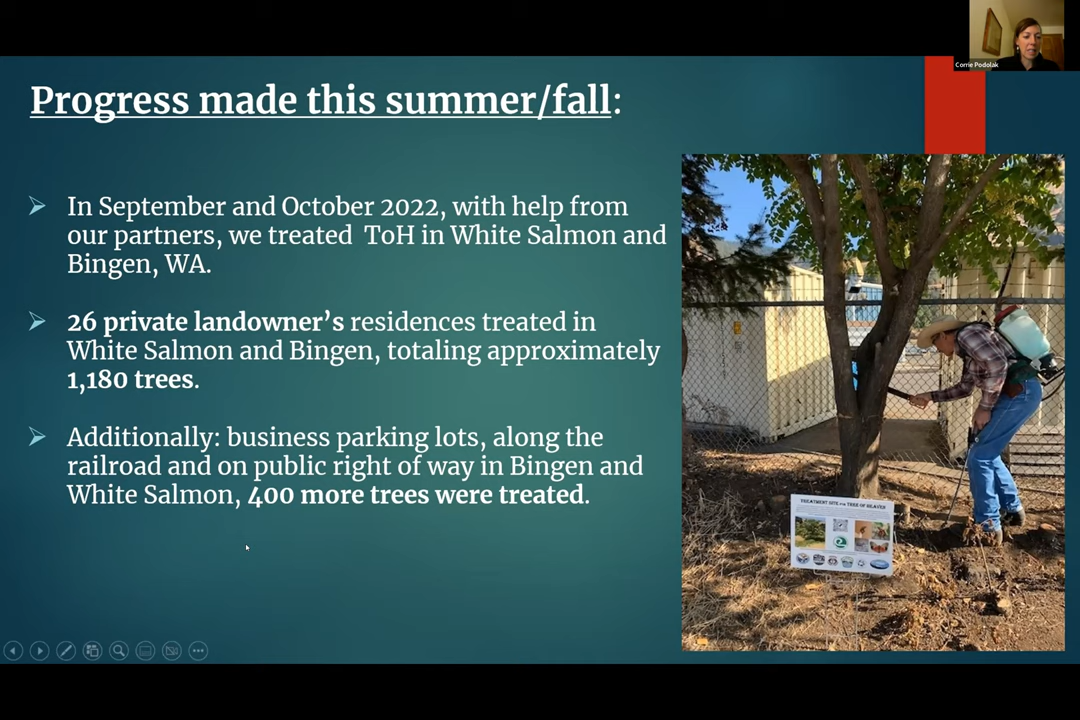 Corrie Podolak
Progress made this summer/fall:
In September and October 2022, with help from
our partners, we treated ToH in White Salmon and
Bingen, WA.
26 private landowner’s residences treated in
White Salmon and Bingen, totaling approximately
1,180 trees.
Additionally: business parking lots, along the
railroad and on public right of way in Bingen and
White Salmon, 400 more trees were treated.
TREATMENT SITE FOR TREE OF HEAVEN